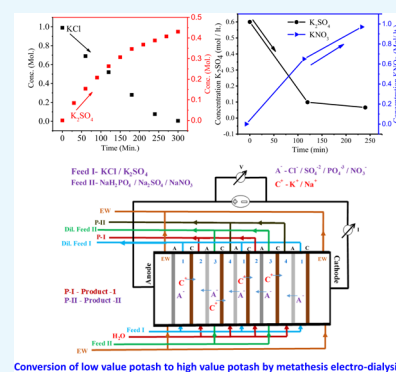 KCl
K₂SO₄
Conc. (Mol.)
1.0
0.8
0.6
0.4
0.2
0.0
Conc. (Mol.)
0.5
0.4
0.3
0.2
0.1
0.0
0 50 100 150 200 250 300
Time (Min.)
K₂SO₄
KNO₃
Concentration K₂SO₄ (mol / lt.)
0.6
0.5
0.4
0.3
0.2
0.1
0.0
1.0
0.8
0.6
0.4
0.2
0.0
0 50 100 150 200 250
Time (min)
Feed I- KCl / K₂SO₄
Feed II- NaH₂PO₄ / Na₂SO₄ / NaNO₃
V
A⁻ - Cl⁻ / SO₄⁻² / PO₄⁻³ / NO₃⁻
C⁺ - K⁺ / Na⁺
EW
EW
P-II
Dil. Feed II
P-I
Dil. Feed I
I
A C A C A C A C
EW 1 2 3 4 1 2 3 4 1 EW
Anode
Cathode
C⁺
C⁺
A⁻
A⁻
A⁻
A⁻
C⁺
C⁺
P-I - Product -I
P-II - Product -II
Feed I
H₂O
Feed II
EW
EW
Conversion of low value potash to high value potash by metathesis electro-dialysi